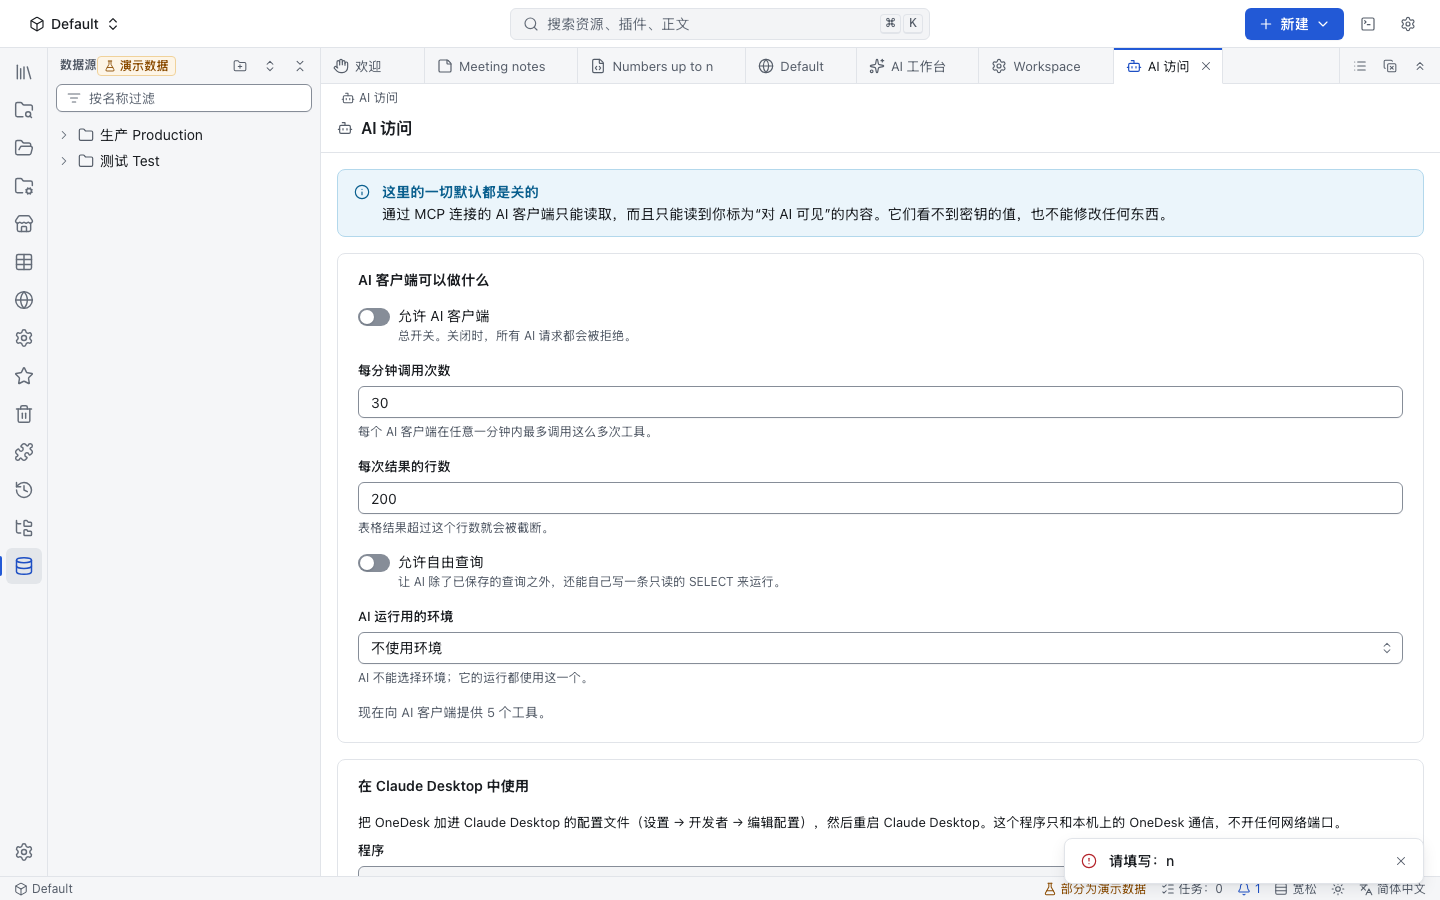 Default
搜索资源、插件、正文
⌘ K
新建
数据源 演示数据
按名称过滤
生产 Production
测试 Test
欢迎
Meeting notes
Numbers up to n
Default
AI 工作台
Workspace
AI 访问
AI 访问
AI 访问
这里的一切默认都是关的
通过 MCP 连接的 AI 客户端只能读取，而且只能读到你标为“对 AI 可见”的内容。它们看不到密钥的值，也不能修改任何东西。
AI 客户端可以做什么
允许 AI 客户端
总开关。关闭时，所有 AI 请求都会被拒绝。
每分钟调用次数
30
每个 AI 客户端在任意一分钟内最多调用这么多次工具。
每次结果的行数
200
表格结果超过这个行数就会被截断。
允许自由查询
让 AI 除了已保存的查询之外，还能自己写一条只读的 SELECT 来运行。
AI 运行用的环境
不使用环境
AI 不能选择环境；它的运行都使用这一个。
现在向 AI 客户端提供 5 个工具。
在 Claude Desktop 中使用
把 OneDesk 加进 Claude Desktop 的配置文件（设置 → 开发者 → 编辑配置），然后重启 Claude Desktop。这个程序只和本机上的 OneDesk 通信，不开任何网络端口。
程序
请填写：n
Default
部分为演示数据
任务：0
1
宽松
简体中文